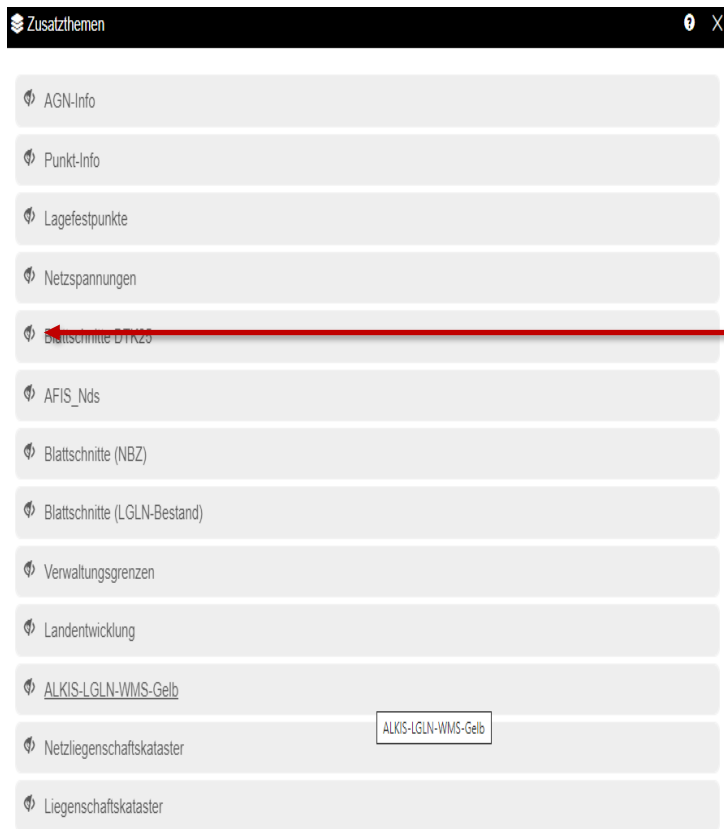 Zusatzthemen
AGN-Info
Punkt-Info
Lagefestpunkte
Netzspannungen
Blattschnitte DTK25
AFIS_Nds
Blattschnitte (NBZ)
Blattschnitte (LGLN-Bestand)
Verwaltungsgrenzen
Landentwicklung
ALKIS-LGLN-WMS-Gelb
ALKIS-LGLN-WMS-Gelb
Netzliegenschaftskataster
Liegenschaftskataster